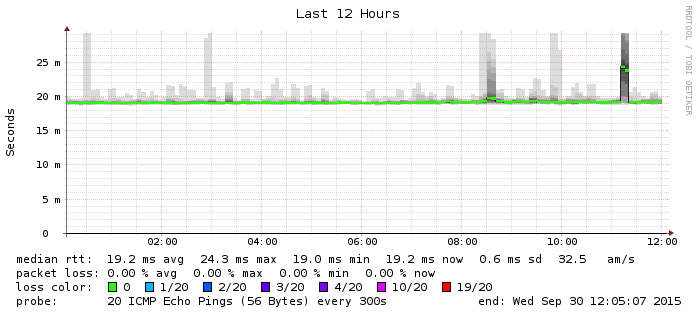 Last 12 Hours
RRDTOOL / TOBI OETIKER
Seconds
25 m
20 m
15 m
10 m
5 m
0
02:00 04:00 06:00 08:00 10:00 12:00
median rtt: 19.2 ms avg 24.3 ms max 19.0 ms min 19.2 ms now 0.6 ms sd 32.5 am/s
packet loss: 0.00 % avg 0.00 % max 0.00 % min 0.00 % now
loss color: 0 1/20 2/20 3/20 4/20 10/20 19/20
probe: 20 ICMP Echo Pings (56 Bytes) every 300s end: Wed Sep 30 12:05:07 2015